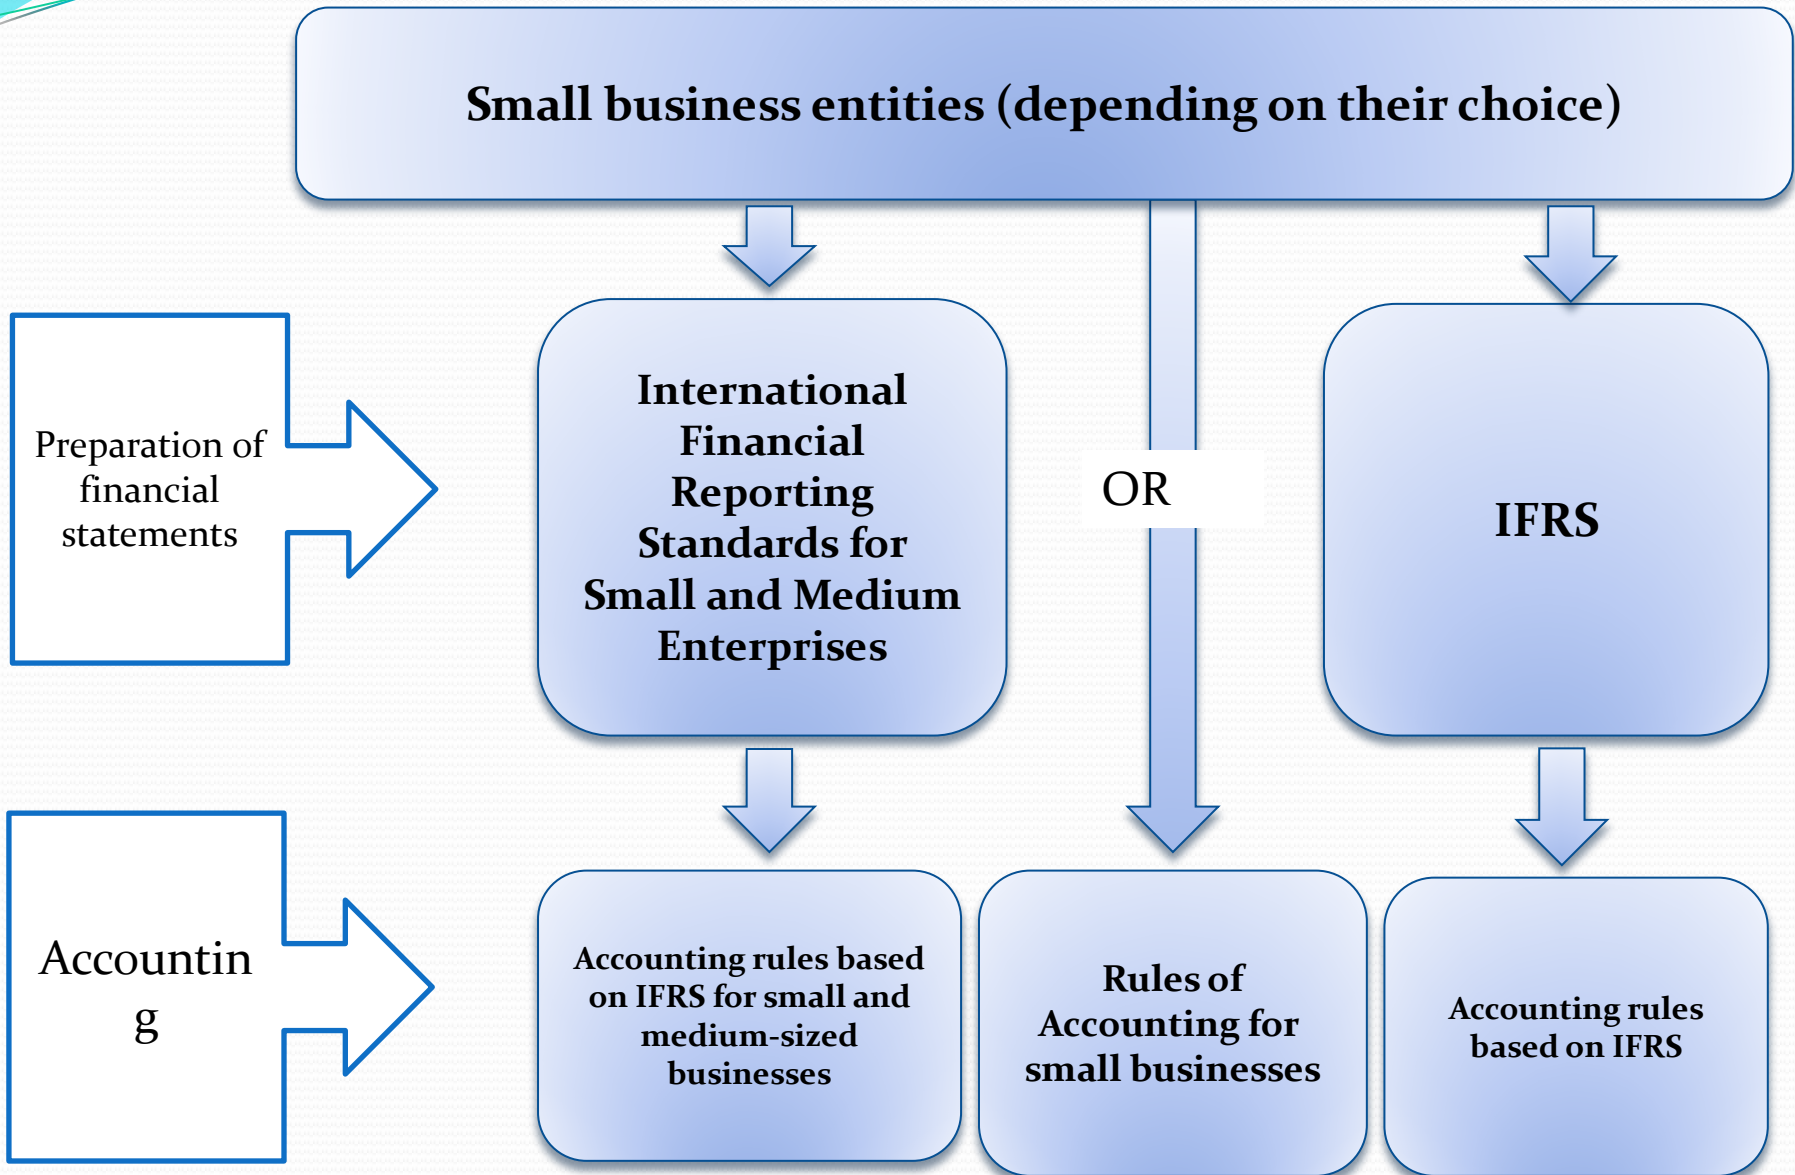 Small business entities (depending on their choice)
Preparation of
financial
statements
International
Financial
Reporting
Standards for
Small and Medium
Enterprises
OR
IFRS
Accountin
g
Accounting rules based
on IFRS for small and
medium-sized
businesses
Rules of
Accounting for
small businesses
Accounting rules
based on IFRS